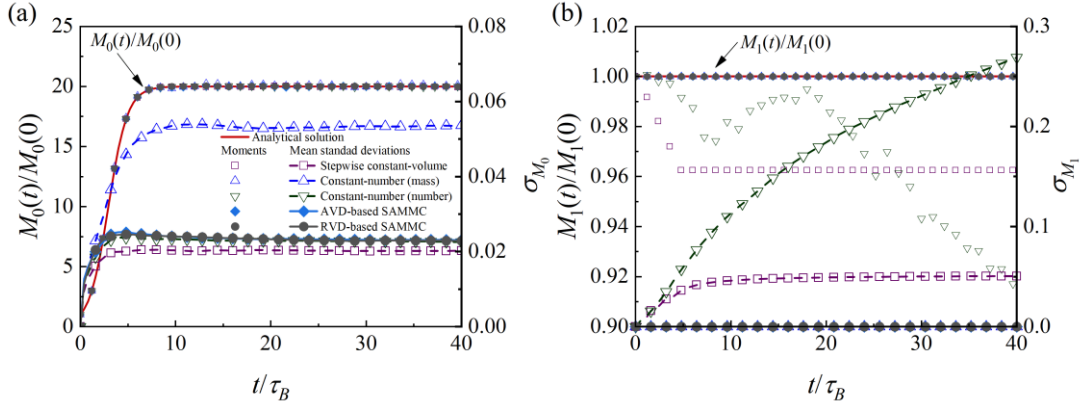 (a)
M₀(t)/M₀(0)
25
20
15
10
5
0
0.08
0.06
0.04
0.02
0.00
M₀(t)/M₀(0)
σ_M₀
Analytical solution
Moments Mean standad deviations
Stepwise constant-volume
Constant-number (mass)
Constant-number (number)
AVD-based SAMMC
RVD-based SAMMC
0 10 20 30 40
t/τ_B
(b)
M₁(t)/M₁(0)
1.02
1.00
0.98
0.96
0.94
0.92
0.90
0.3
0.2
0.1
0.0
M₁(t)/M₁(0)
σ_M₁
0 10 20 30 40
t/τ_B